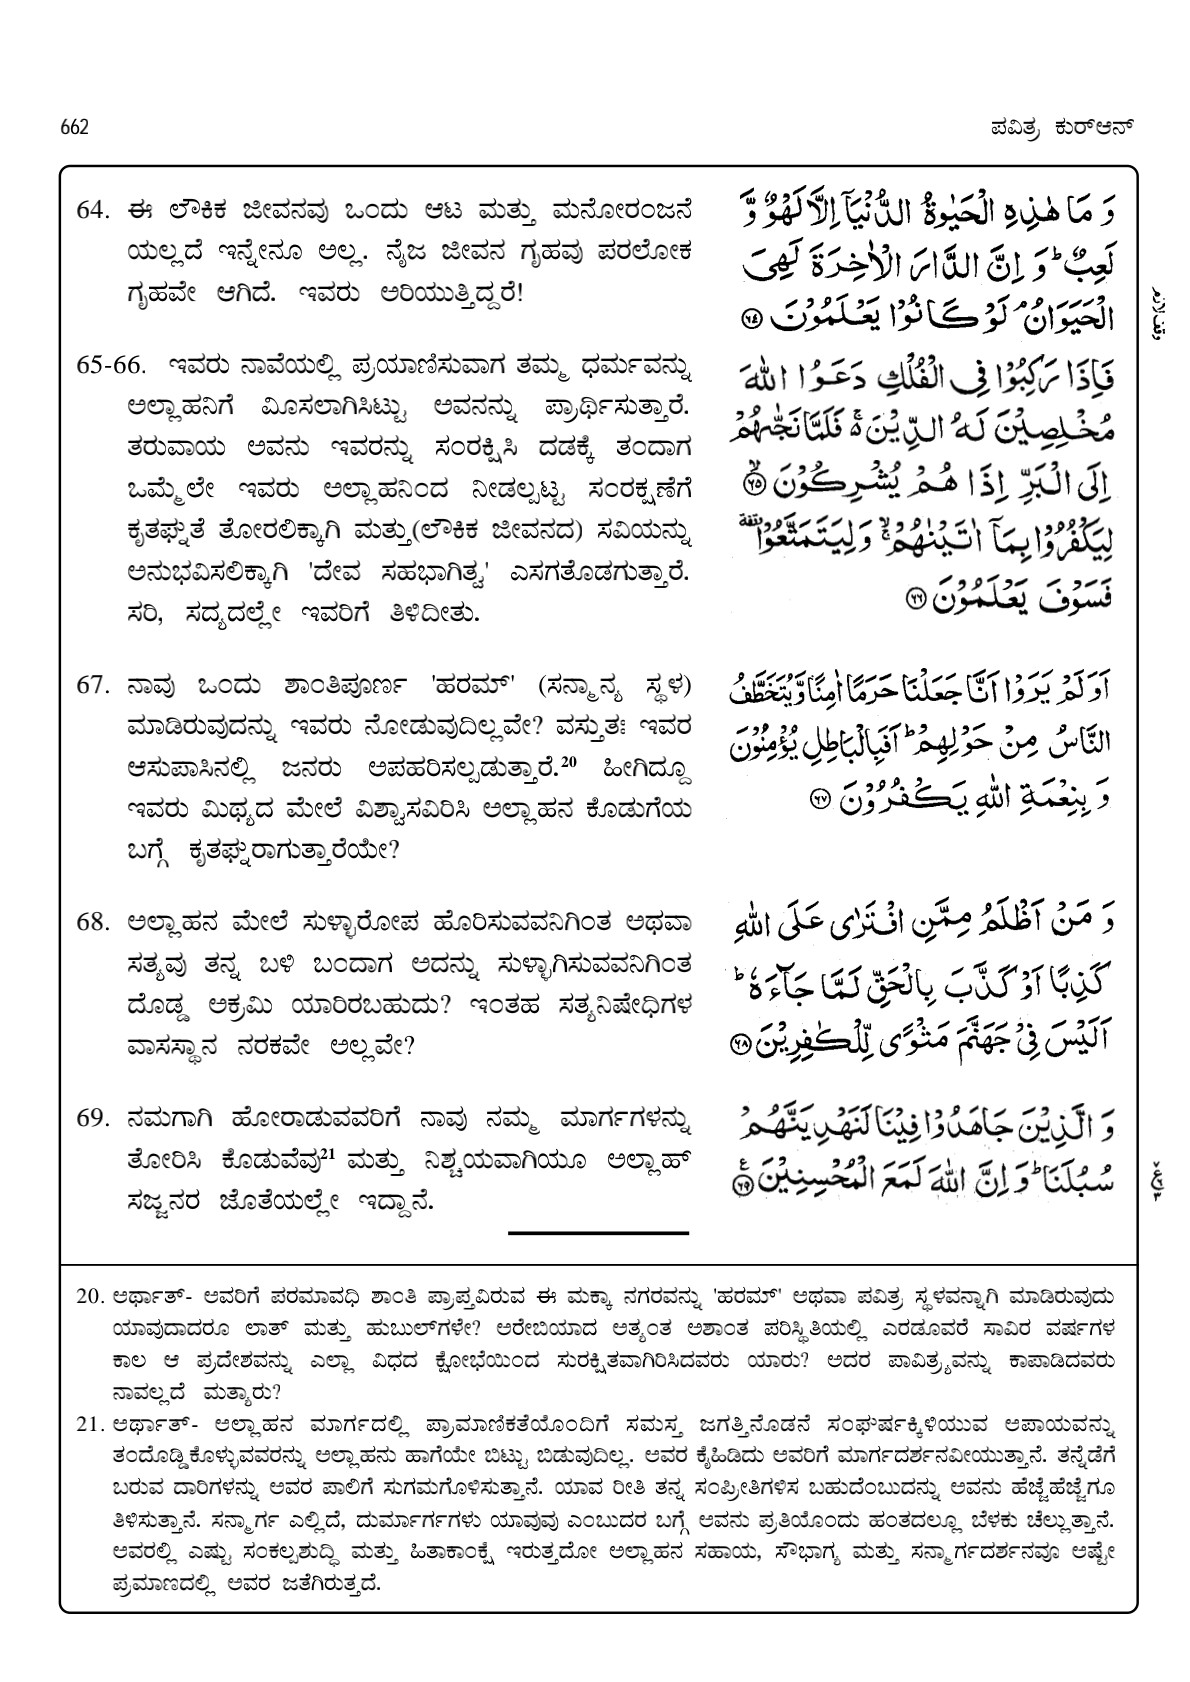 662
ಪವಿತ್ರ ಕುರ್‌ಆನ್
64. ಈ ಲೌಕಿಕ ಜೀವನವು ಒಂದು ಆಟ ಮತ್ತು ಮನೋರಂಜನೆ
ಯಲ್ಲದೆ ಇನ್ನೇನೂ ಅಲ್ಲ. ನೈಜ ಜೀವನ ಗೃಹವು ಪರಲೋಕ
ಗೃಹವೇ ಆಗಿದೆ. ಇವರು ಅರಿಯುತ್ತಿದ್ದರೆ!
وَ مَا هٰذِهِ الْحَيٰوةُ الدُّنْيَاۤ اِلَّا لَهْوٌ وَّ
لَعِبٌ ؕ وَ اِنَّ الدَّارَ الْاٰخِرَةَ لَهِیَ
الْحَيَوَانُ ۘ لَوْ كَانُوْا يَعْلَمُوْنَ ۝۶۴
وقف لازم
65-66. ಇವರು ನಾವೆಯಲ್ಲಿ ಪ್ರಯಾಣಿಸುವಾಗ ತಮ್ಮ ಧರ್ಮವನ್ನು
ಅಲ್ಲಾಹನಿಗೆ ಮೀಸಲಾಗಿಸಿಟ್ಟು ಅವನನ್ನು ಪ್ರಾರ್ಥಿಸುತ್ತಾರೆ.
ತರುವಾಯ ಅವನು ಇವರನ್ನು ಸಂರಕ್ಷಿಸಿ ದಡಕ್ಕೆ ತಂದಾಗ
ಒಮ್ಮೆಲೇ ಇವರು ಅಲ್ಲಾಹನಿಂದ ನೀಡಲ್ಪಟ್ಟ ಸಂರಕ್ಷಣೆಗೆ
ಕೃತಘ್ನತೆ ತೋರಲಿಕ್ಕಾಗಿ ಮತ್ತು(ಲೌಕಿಕ ಜೀವನದ) ಸವಿಯನ್ನು
ಅನುಭವಿಸಲಿಕ್ಕಾಗಿ 'ದೇವ ಸಹಭಾಗಿತ್ವ' ಎಸಗತೊಡಗುತ್ತಾರೆ.
ಸರಿ, ಸದ್ಯದಲ್ಲೇ ಇವರಿಗೆ ತಿಳಿದೀತು.
فَاِذَا رَكِبُوْا فِی الْفُلْكِ دَعَوُا اللّٰهَ
مُخْلِصِيْنَ لَهُ الدِّيْنَ ۚ۬ فَلَمَّا نَجّٰىهُمْ
اِلَی الْبَرِّ اِذَا هُمْ يُشْرِكُوْنَ ۝۶۵ۙ
لِيَكْفُرُوْا بِمَاۤ اٰتَيْنٰهُمْ ۙۚ وَلِيَتَمَتَّعُوْا ۥ وقفة
فَسَوْفَ يَعْلَمُوْنَ ۝۶۶
67. ನಾವು ಒಂದು ಶಾಂತಿಪೂರ್ಣ 'ಹರಮ್' (ಸನ್ಮಾನ್ಯ ಸ್ಥಳ)
ಮಾಡಿರುವುದನ್ನು ಇವರು ನೋಡುವುದಿಲ್ಲವೇ? ವಸ್ತುತಃ ಇವರ
ಆಸುಪಾಸಿನಲ್ಲಿ ಜನರು ಅಪಹರಿಸಲ್ಪಡುತ್ತಾರೆ.20 ಹೀಗಿದ್ದೂ
ಇವರು ಮಿಥ್ಯದ ಮೇಲೆ ವಿಶ್ವಾಸವಿರಿಸಿ ಅಲ್ಲಾಹನ ಕೊಡುಗೆಯ
ಬಗ್ಗೆ ಕೃತಘ್ನರಾಗುತ್ತಾರೆಯೇ?
اَوَ لَمْ يَرَوْا اَنَّا جَعَلْنَا حَرَمًا اٰمِنًا وَّ يُتَخَطَّفُ
النَّاسُ مِنْ حَوْلِهِمْ ؕ اَفَبِالْبَاطِلِ يُؤْمِنُوْنَ
وَ بِنِعْمَةِ اللّٰهِ يَكْفُرُوْنَ ۝۶۷
68. ಅಲ್ಲಾಹನ ಮೇಲೆ ಸುಳ್ಳಾರೋಪ ಹೊರಿಸುವವನಿಗಿಂತ ಅಥವಾ
ಸತ್ಯವು ತನ್ನ ಬಳಿ ಬಂದಾಗ ಅದನ್ನು ಸುಳ್ಳಾಗಿಸುವವನಿಗಿಂತ
ದೊಡ್ಡ ಅಕ್ರಮಿ ಯಾರಿರಬಹುದು? ಇಂತಹ ಸತ್ಯನಿಷೇಧಿಗಳ
ವಾಸಸ್ಥಾನ ನರಕವೇ ಅಲ್ಲವೇ?
وَ مَنْ اَظْلَمُ مِمَّنِ افْتَرٰی عَلَی اللّٰهِ
كَذِبًا اَوْ كَذَّبَ بِالْحَقِّ لَمَّا جَآءَهٗ ؕ
اَلَيْسَ فِیْ جَهَنَّمَ مَثْوًی لِّلْكٰفِرِيْنَ ۝۶۸
69. ನಮಗಾಗಿ ಹೋರಾಡುವವರಿಗೆ ನಾವು ನಮ್ಮ ಮಾರ್ಗಗಳನ್ನು
ತೋರಿಸಿ ಕೊಡುವೆವು21 ಮತ್ತು ನಿಶ್ಚಯವಾಗಿಯೂ ಅಲ್ಲಾಹ್
ಸಜ್ಜನರ ಜೊತೆಯಲ್ಲೇ ಇದ್ದಾನೆ.
وَ الَّذِيْنَ جَاهَدُوْا فِيْنَا لَنَهْدِيَنَّهُمْ
سُبُلَنَا ؕ وَ اِنَّ اللّٰهَ لَمَعَ الْمُحْسِنِيْنَ ۝۶۹
20. ಅರ್ಥಾತ್- ಅವರಿಗೆ ಪರಮಾವಧಿ ಶಾಂತಿ ಪ್ರಾಪ್ತವಿರುವ ಈ ಮಕ್ಕಾ ನಗರವನ್ನು 'ಹರಮ್' ಅಥವಾ ಪವಿತ್ರ ಸ್ಥಳವನ್ನಾಗಿ ಮಾಡಿರುವುದು
ಯಾವುದಾದರೂ ಲಾತ್ ಮತ್ತು ಹುಬುಲ್‌ಗಳೇ? ಅರೇಬಿಯಾದ ಅತ್ಯಂತ ಅಶಾಂತ ಪರಿಸ್ಥಿತಿಯಲ್ಲಿ ಎರಡೂವರೆ ಸಾವಿರ ವರ್ಷಗಳ
ಕಾಲ ಆ ಪ್ರದೇಶವನ್ನು ಎಲ್ಲಾ ವಿಧದ ಕ್ಷೋಭೆಯಿಂದ ಸುರಕ್ಷಿತವಾಗಿರಿಸಿದವರು ಯಾರು? ಅದರ ಪಾವಿತ್ರ್ಯವನ್ನು ಕಾಪಾಡಿದವರು
ನಾವಲ್ಲದೆ ಮತ್ಯಾರು?
21. ಅರ್ಥಾತ್- ಅಲ್ಲಾಹನ ಮಾರ್ಗದಲ್ಲಿ ಪ್ರಾಮಾಣಿಕತೆಯೊಂದಿಗೆ ಸಮಸ್ತ ಜಗತ್ತಿನೊಡನೆ ಸಂಘರ್ಷಕ್ಕಿಳಿಯುವ ಅಪಾಯವನ್ನು
ತಂದೊಡ್ಡಿಕೊಳ್ಳುವವರನ್ನು ಅಲ್ಲಾಹನು ಹಾಗೆಯೇ ಬಿಟ್ಟು ಬಿಡುವುದಿಲ್ಲ. ಅವರ ಕೈಹಿಡಿದು ಅವರಿಗೆ ಮಾರ್ಗದರ್ಶನವೀಯುತ್ತಾನೆ. ತನ್ನೆಡೆಗೆ
ಬರುವ ದಾರಿಗಳನ್ನು ಅವರ ಪಾಲಿಗೆ ಸುಗಮಗೊಳಿಸುತ್ತಾನೆ. ಯಾವ ರೀತಿ ತನ್ನ ಸಂಪ್ರೀತಿಗಳಿಸ ಬಹುದೆಂಬುದನ್ನು ಅವನು ಹೆಜ್ಜೆಹೆಜ್ಜೆಗೂ
ತಿಳಿಸುತ್ತಾನೆ. ಸನ್ಮಾರ್ಗ ಎಲ್ಲಿದೆ, ದುರ್ಮಾರ್ಗಗಳು ಯಾವುವು ಎಂಬುದರ ಬಗ್ಗೆ ಅವನು ಪ್ರತಿಯೊಂದು ಹಂತದಲ್ಲೂ ಬೆಳಕು ಚೆಲ್ಲುತ್ತಾನೆ.
ಅವರಲ್ಲಿ ಎಷ್ಟು ಸಂಕಲ್ಪಶುದ್ಧಿ ಮತ್ತು ಹಿತಾಕಾಂಕ್ಷೆ ಇರುತ್ತದೋ ಅಲ್ಲಾಹನ ಸಹಾಯ, ಸೌಭಾಗ್ಯ ಮತ್ತು ಸನ್ಮಾರ್ಗದರ್ಶನವೂ ಅಷ್ಟೇ
ಪ್ರಮಾಣದಲ್ಲಿ ಅವರ ಜತೆಗಿರುತ್ತದೆ.